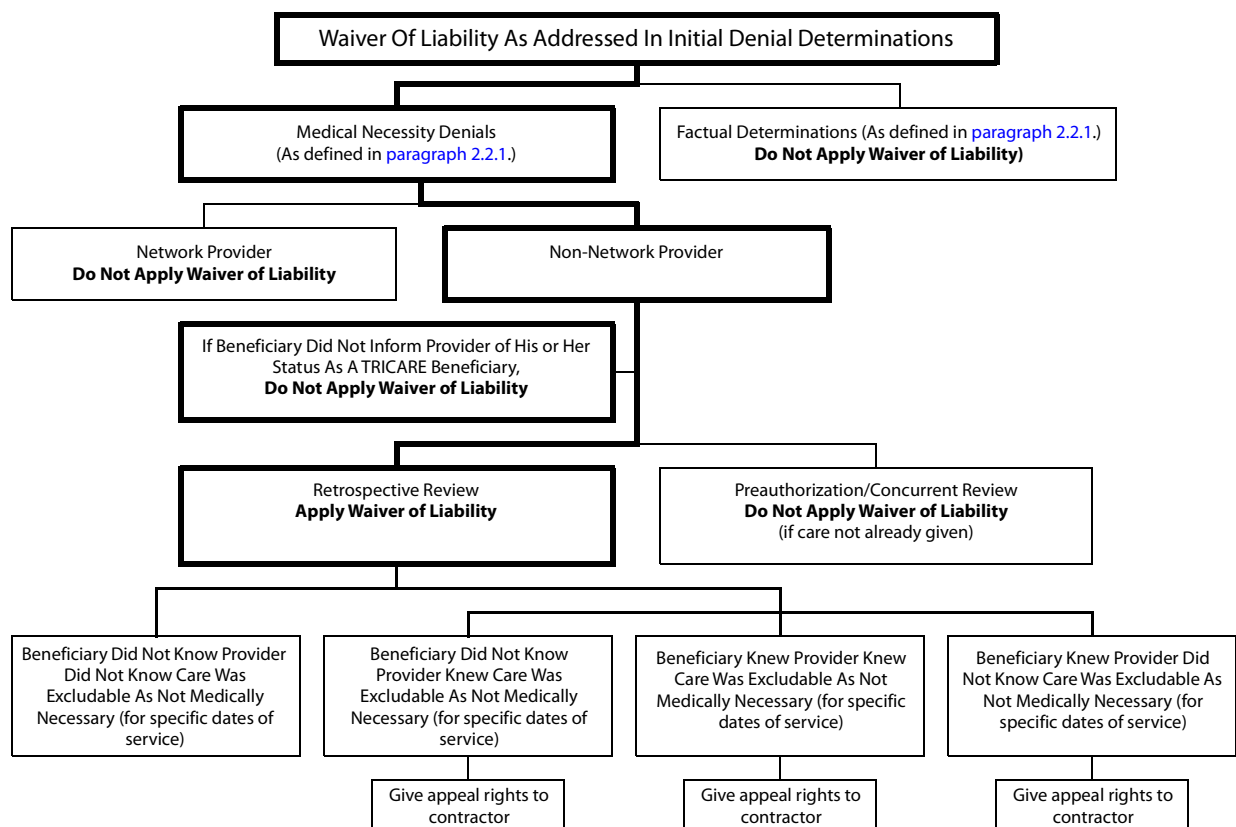 Waiver Of Liability As Addressed In Initial Denial Determinations
Medical Necessity Denials
(As defined in paragraph 2.2.1.)
Factual Determinations (As defined in paragraph 2.2.1.)
Do Not Apply Waiver of Liability)
Network Provider
Do Not Apply Waiver of Liability
Non-Network Provider
If Beneficiary Did Not Inform Provider of His or Her
Status As A TRICARE Beneficiary,
Do Not Apply Waiver of Liability
Retrospective Review
Apply Waiver of Liability
Preauthorization/Concurrent Review
Do Not Apply Waiver of Liability
(if care not already given)
Beneficiary Did Not Know Provider
Did Not Know Care Was
Excludable As Not Medically
Necessary (for specific dates of
service)
Beneficiary Did Not Know
Provider Knew Care Was
Excludable As Not Medically
Necessary (for specific dates of
service)
Beneficiary Knew Provider Knew
Care Was Excludable As Not
Medically Necessary (for specific
dates of service)
Beneficiary Knew Provider Did
Not Know Care Was Excludable As
Not Medically Necessary (for
specific dates of service)
Give appeal rights to
contractor
Give appeal rights to
contractor
Give appeal rights to
contractor